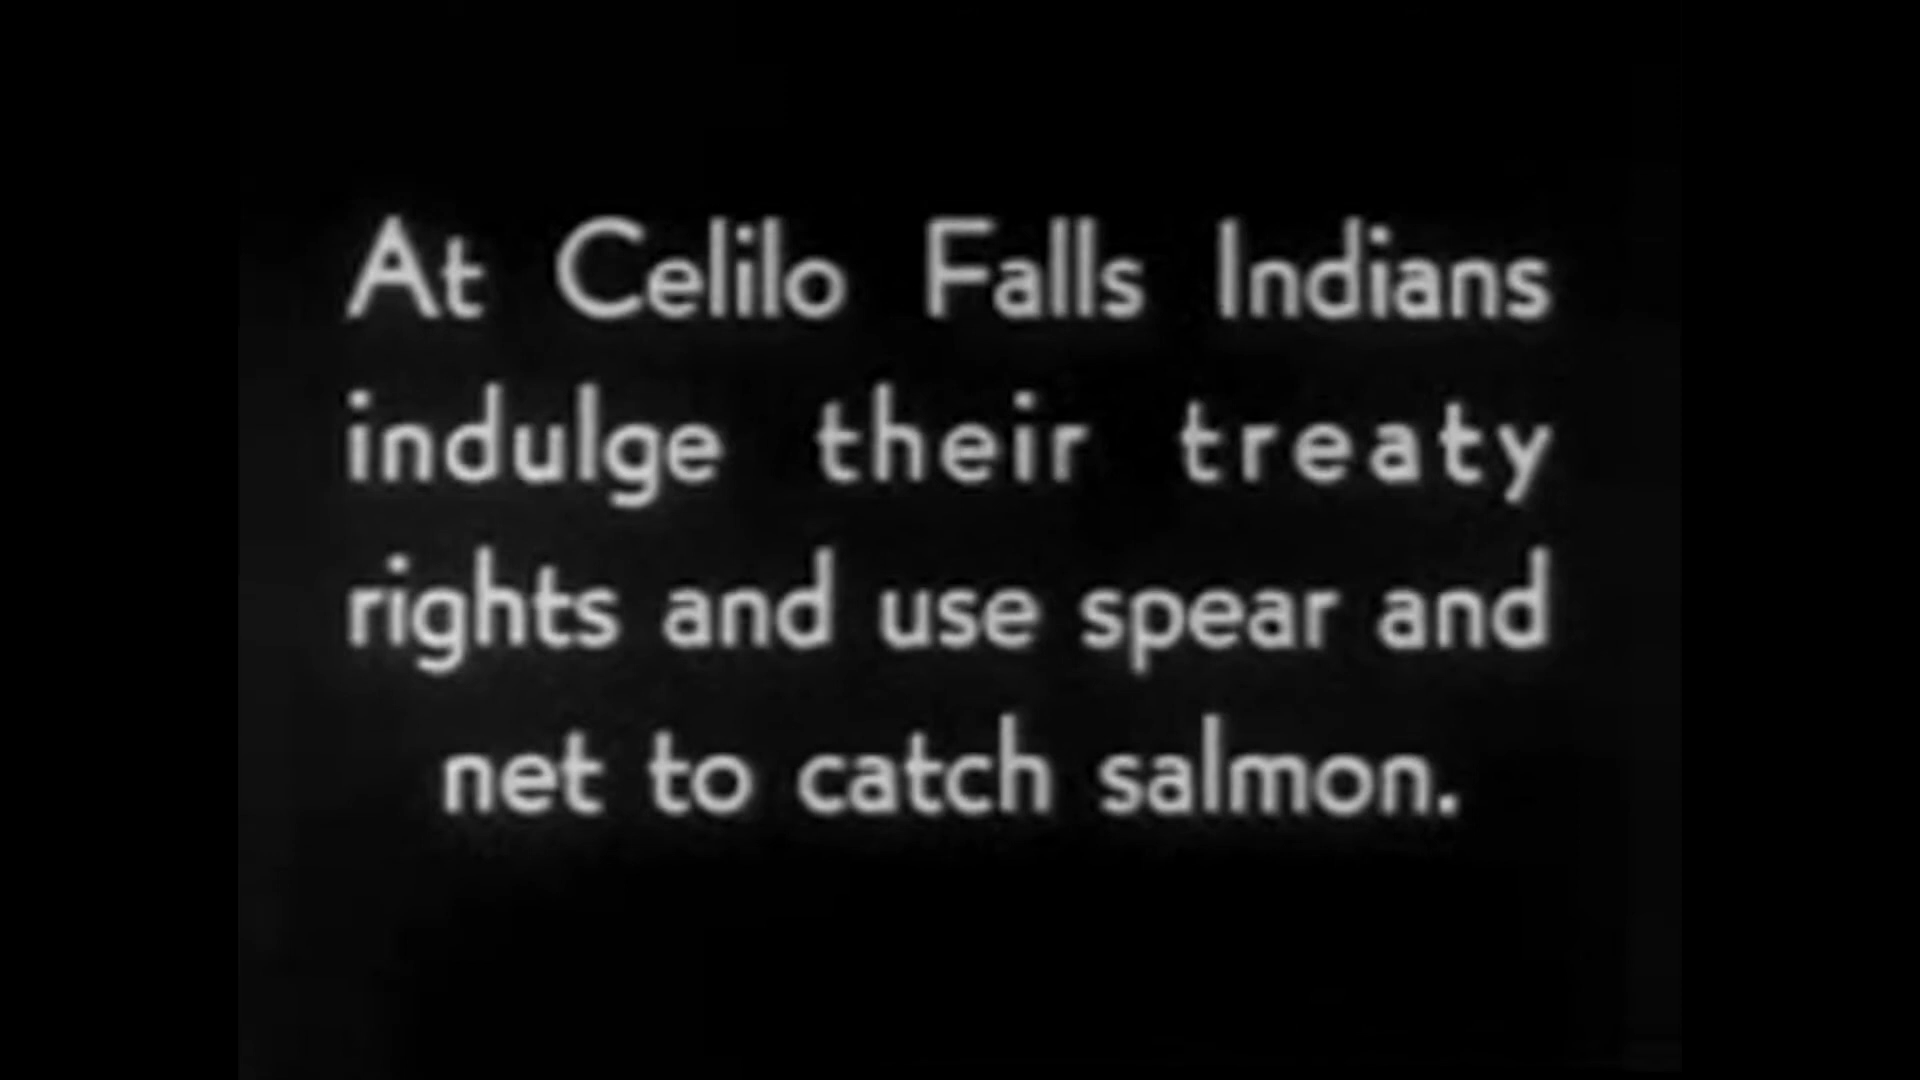 At Celilo Falls Indians
indulge their treaty
rights and use spear and
net to catch salmon.